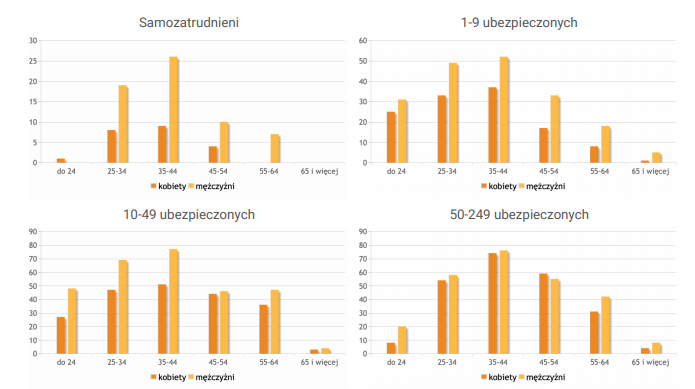 Samozatrudnieni
30
25
20
15
10
5
0
do 24 25-34 35-44 45-54 55-64 65 i więcej
kobiety mężczyźni
1-9 ubezpieczonych
60
50
40
30
20
10
0
do 24 25-34 35-44 45-54 55-64 65 i więcej
kobiety mężczyźni
10-49 ubezpieczonych
90
80
70
60
50
40
30
20
10
0
do 24 25-34 35-44 45-54 55-64 65 i więcej
kobiety mężczyźni
50-249 ubezpieczonych
90
80
70
60
50
40
30
20
10
0
do 24 25-34 35-44 45-54 55-64 65 i więcej
kobiety mężczyźni